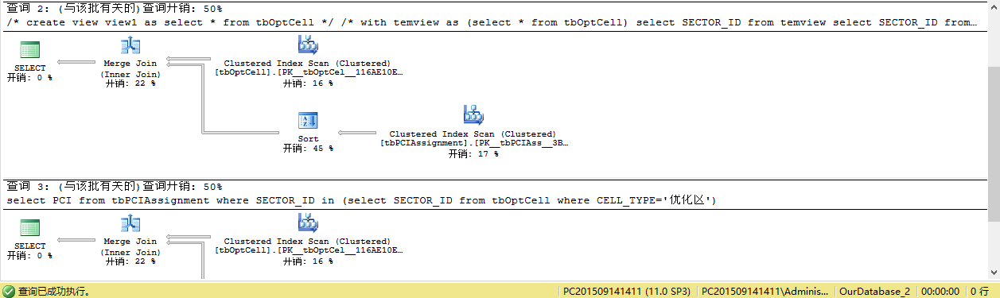 查询 2: (与该批有关的)查询开销: 50%
/* create view view1 as select * from tbOptCell */ /* with temview as (select * from tbOptCell) select SECTOR_ID from temview select SECTOR_ID from…
SELECT
开销: 0 %
Merge Join
(Inner Join)
开销: 22 %
Clustered Index Scan (Clustered)
[tbOptCell].[PK__tbOptCel__116AE10E…
开销: 16 %
Sort
开销: 45 %
Clustered Index Scan (Clustered)
[tbPCIAssignment].[PK__tbPCIAss__3B…
开销: 17 %
查询 3: (与该批有关的)查询开销: 50%
select PCI from tbPCIAssignment where SECTOR_ID in (select SECTOR_ID from tbOptCell where CELL_TYPE='优化区')
SELECT
开销: 0 %
Merge Join
(Inner Join)
开销: 22 %
Clustered Index Scan (Clustered)
[tbOptCell].[PK__tbOptCel__116AE10E…
开销: 16 %
查询已成功执行。 PC201509141411 (11.0 SP3) PC201509141411\Adminis... OurDatabase_2 00:00:00 0 行